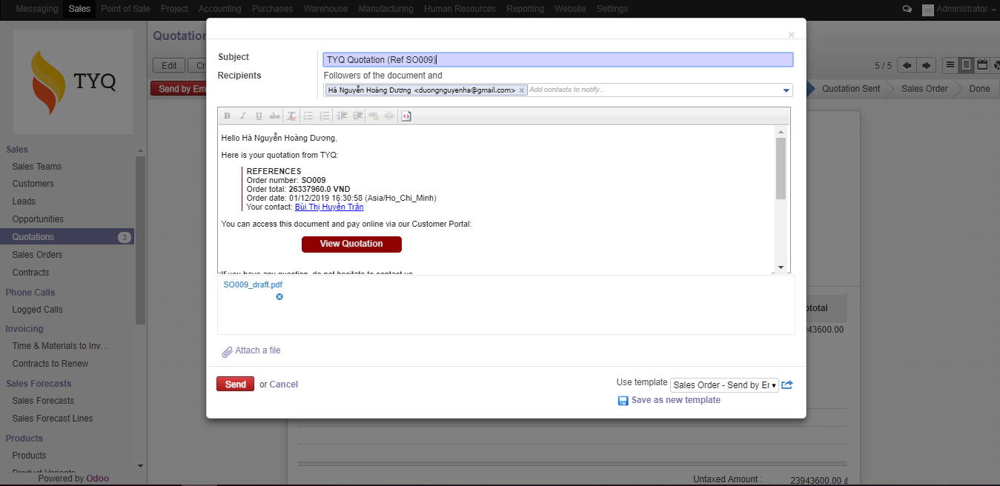 Messaging Sales Point of Sale Project Accounting Purchases Warehouse Manufacturing Human Resources Reporting Website Settings Administrator
TYQ
Sales
Sales Teams
Customers
Leads
Opportunities
Quotations 3
Sales Orders
Contracts
Phone Calls
Logged Calls
Invoicing
Time & Materials to Inv…
Contracts to Renew
Sales Forecasts
Sales Forecasts
Sales Forecast Lines
Products
Products
Product Variants
Powered by Odoo
Quotation
Edit Cr
5 / 5
Send by Em
Quotation Sent Sales Order Done
×
Subject TYQ Quotation (Ref SO009)
Recipients Followers of the document and
Hà Nguyễn Hoàng Dương <duongnguyenha@gmail.com> × Add contacts to notify...
B I U abc T
Hello Hà Nguyễn Hoàng Dương,
Here is your quotation from TYQ:
REFERENCES
Order number: SO009
Order total: 26337960.0 VND
Order date: 01/12/2019 16:30:58 (Asia/Ho_Chi_Minh)
Your contact: Bùi Thị Huyền Trân
You can access this document and pay online via our Customer Portal:
View Quotation
If you have any question, do not hesitate to contact us.
SO009_draft.pdf
Attach a file
Send or Cancel
Use template Sales Order - Send by Er
Save as new template
ototal
943600.00
Untaxed Amount : 23943600.00 đ